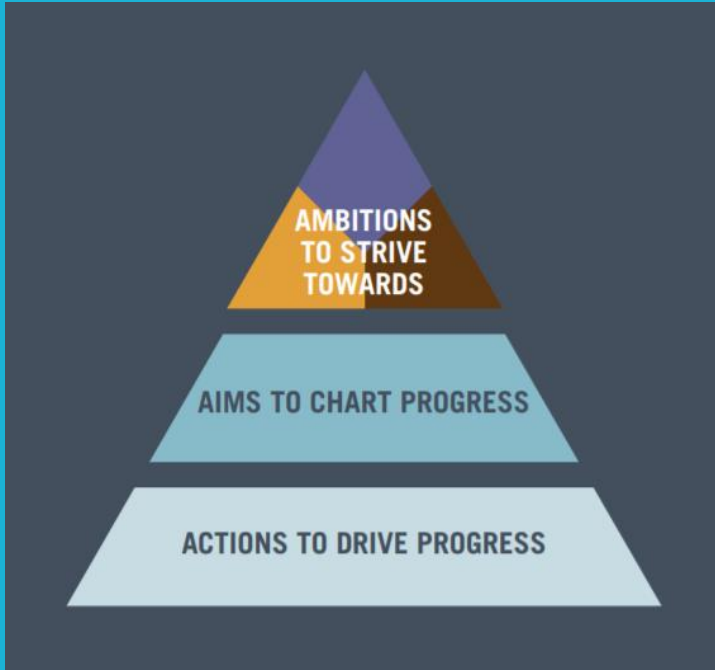 AMBITIONS
TO STRIVE
TOWARDS
AIMS TO CHART PROGRESS
ACTIONS TO DRIVE PROGRESS